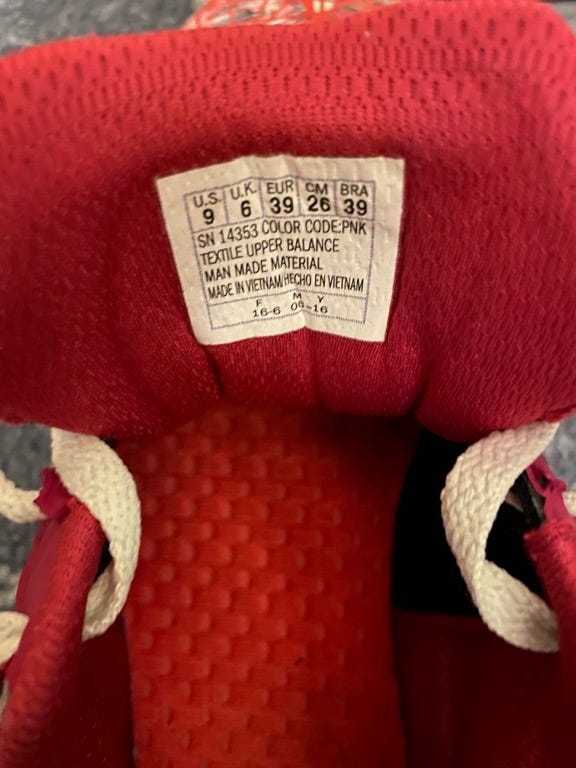 U.S. U.K. EUR CM BRA
9 6 39 26 39
SN 14353 COLOR CODE:PNK
TEXTILE UPPER BALANCE
MAN MADE MATERIAL
MADE IN VIETNAM/HECHO EN VIETNAM
F M Y
16-6 04-16